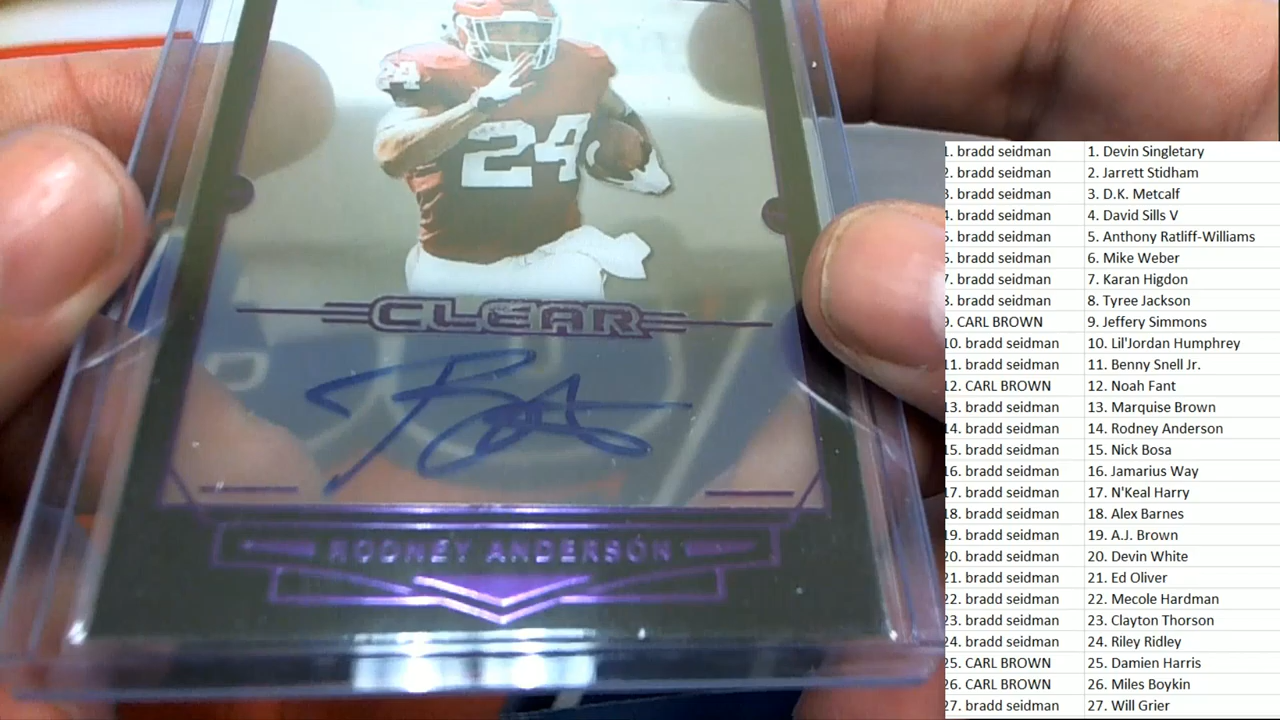 24
24
CLEAR
RODNEY ANDERSON
1. bradd seidman 1. Devin Singletary
2. bradd seidman 2. Jarrett Stidham
3. bradd seidman 3. D.K. Metcalf
4. bradd seidman 4. David Sills V
5. bradd seidman 5. Anthony Ratliff-Williams
6. bradd seidman 6. Mike Weber
7. bradd seidman 7. Karan Higdon
8. bradd seidman 8. Tyree Jackson
9. CARL BROWN 9. Jeffery Simmons
10. bradd seidman 10. Lil'Jordan Humphrey
11. bradd seidman 11. Benny Snell Jr.
12. CARL BROWN 12. Noah Fant
13. bradd seidman 13. Marquise Brown
14. bradd seidman 14. Rodney Anderson
15. bradd seidman 15. Nick Bosa
16. bradd seidman 16. Jamarius Way
17. bradd seidman 17. N'Keal Harry
18. bradd seidman 18. Alex Barnes
19. bradd seidman 19. A.J. Brown
20. bradd seidman 20. Devin White
21. bradd seidman 21. Ed Oliver
22. bradd seidman 22. Mecole Hardman
23. bradd seidman 23. Clayton Thorson
24. bradd seidman 24. Riley Ridley
25. CARL BROWN 25. Damien Harris
26. CARL BROWN 26. Miles Boykin
27. bradd seidman 27. Will Grier